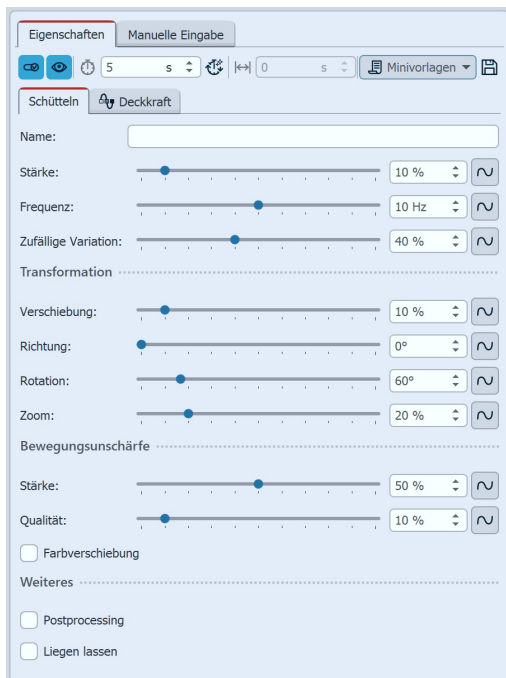 Eigenschaften Manuelle Eingabe
5 s 0 s Minivorlagen
Schütteln Deckkraft
Name:
Stärke: 10 %
Frequenz: 10 Hz
Zufällige Variation: 40 %
Transformation
Verschiebung: 10 %
Richtung: 0°
Rotation: 60°
Zoom: 20 %
Bewegungsunschärfe
Stärke: 50 %
Qualität: 10 %
Farbverschiebung
Weiteres
Postprocessing
Liegen lassen